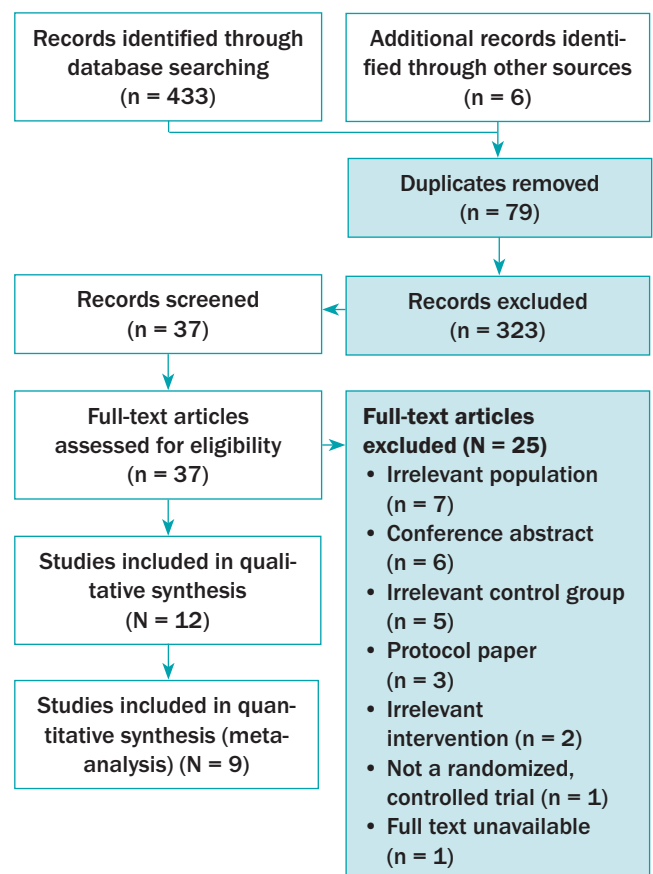 Records identified through
database searching
(n = 433)
Additional records identi-
fied through other sources
(n = 6)
Duplicates removed
(n = 79)
Records excluded
(n = 323)
Records screened
(n = 37)
Full-text articles
assessed for eligibility
(n = 37)
Full-text articles
excluded (N = 25)
• Irrelevant population
(n = 7)
• Conference abstract
(n = 6)
• Irrelevant control group
(n = 5)
• Protocol paper
(n = 3)
• Irrelevant
intervention (n = 2)
• Not a randomized,
controlled trial (n = 1)
• Full text unavailable
(n = 1)
Studies included in quali-
tative synthesis
(N = 12)
Studies included in quan-
titative synthesis (meta-
analysis) (N = 9)